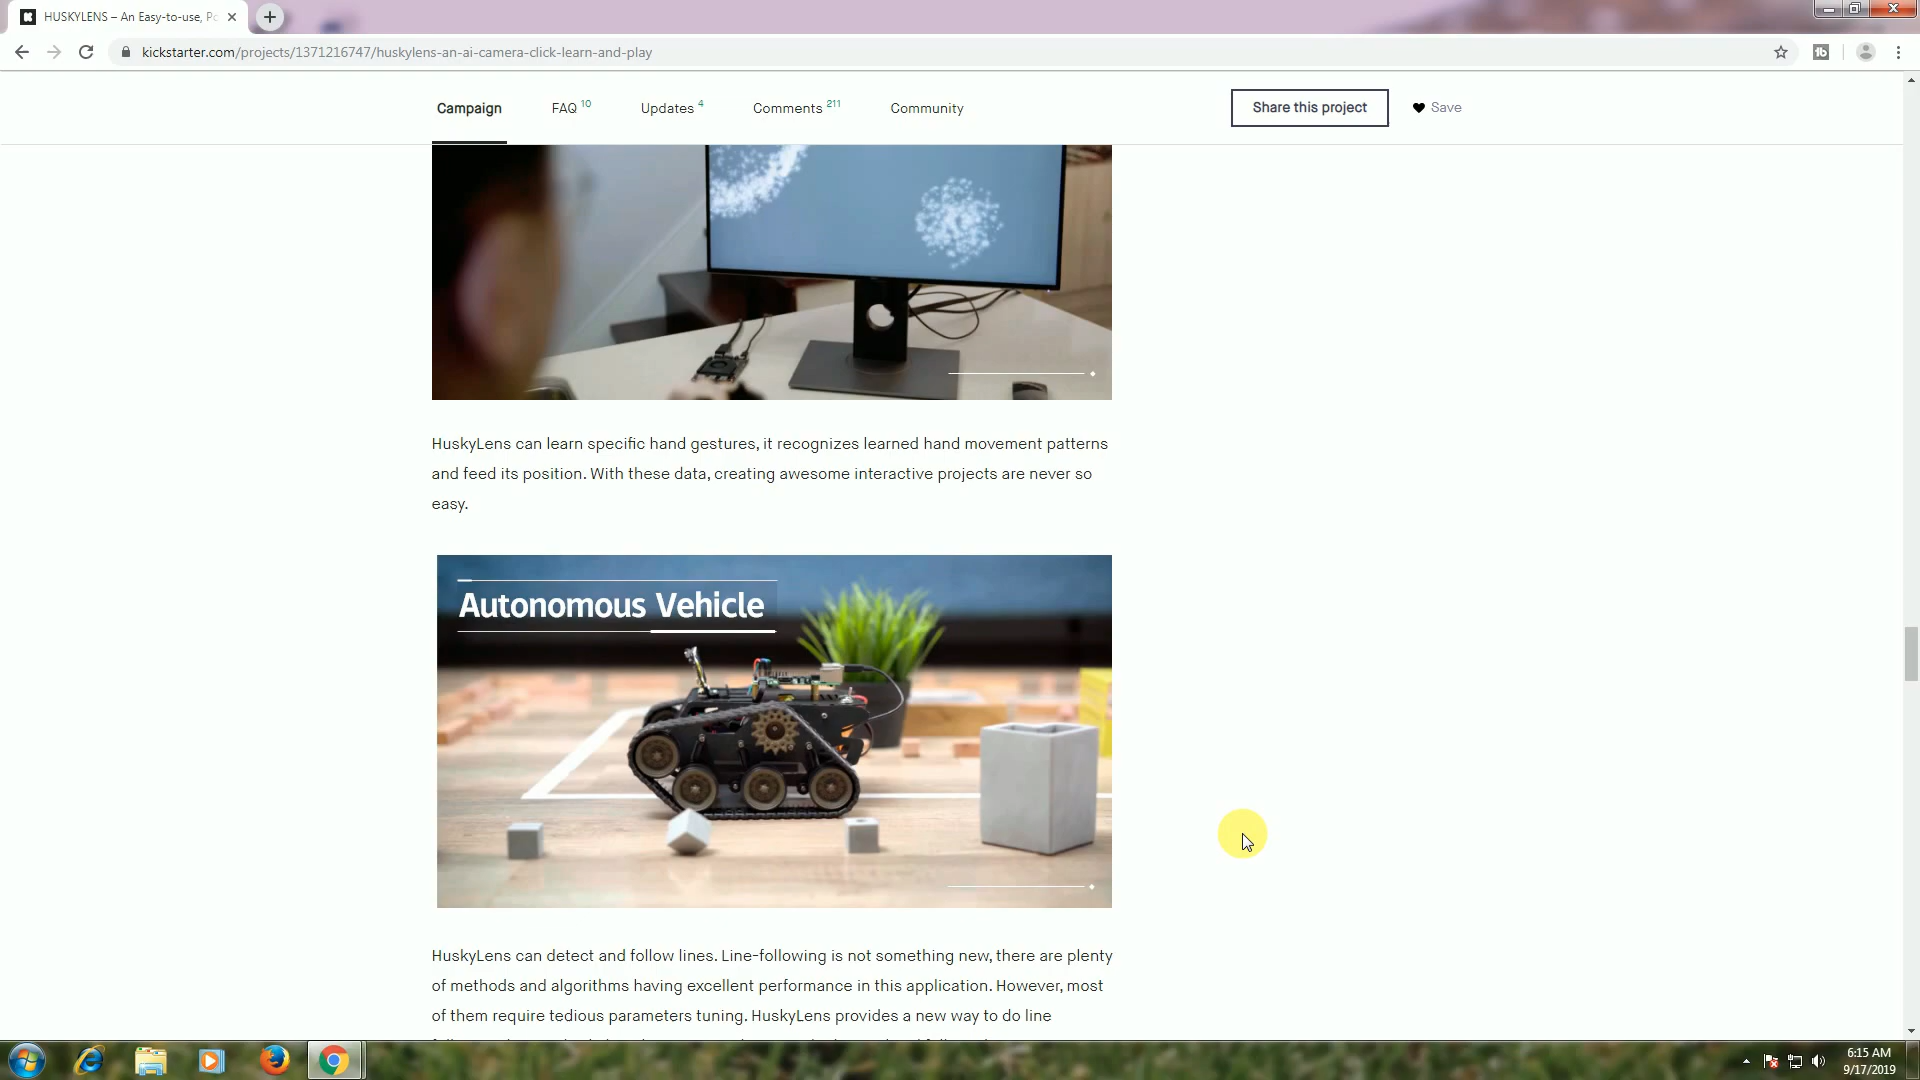 HUSKYLENS – An Easy-to-use, Po
kickstarter.com/projects/1371216747/huskylens-an-ai-camera-click-learn-and-play
Campaign FAQ 10 Updates 4 Comments 211 Community Share this project Save
HuskyLens can learn specific hand gestures, it recognizes learned hand movement patterns
and feed its position. With these data, creating awesome interactive projects are never so
easy.
Autonomous Vehicle
HuskyLens can detect and follow lines. Line-following is not something new, there are plenty
of methods and algorithms having excellent performance in this application. However, most
of them require tedious parameters tuning. HuskyLens provides a new way to do line
6:15 AM
9/17/2019